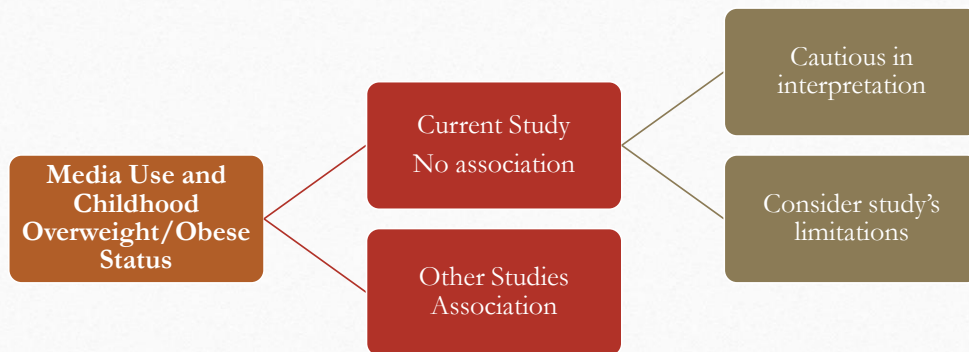 Media Use and
Childhood
Overweight/Obese
Status
Current Study
No association
Other Studies
Association
Cautious in
interpretation
Consider study's
limitations